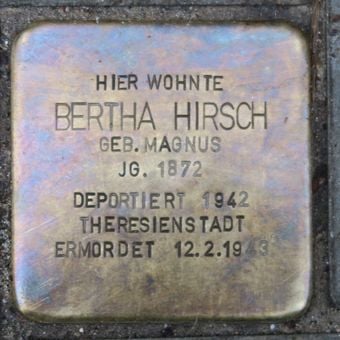 HIER WOHNTE
BERTHA HIRSCH
GEB. MAGNUS
JG. 1872
DEPORTIERT 1942
THERESIENSTADT
ERMORDET 12.2.1943